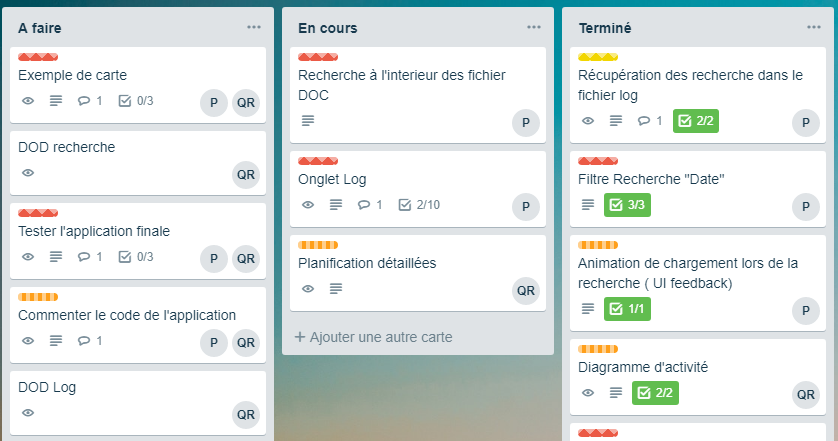 A faire
Exemple de carte
1 0/3 P QR
DOD recherche
QR
Tester l'application finale
1 0/3 P QR
Commenter le code de l'application
1 P QR
DOD Log
QR
En cours
Recherche à l'interieur des fichier
DOC
P
Onglet Log
1 2/10 P
Planification détaillées
QR
+ Ajouter une autre carte
Terminé
Récupération des recherche dans le
fichier log
1 2/2 P
Filtre Recherche "Date"
3/3 P
Animation de chargement lors de la
recherche ( UI feedback)
1/1 P
Diagramme d'activité
2/2 QR